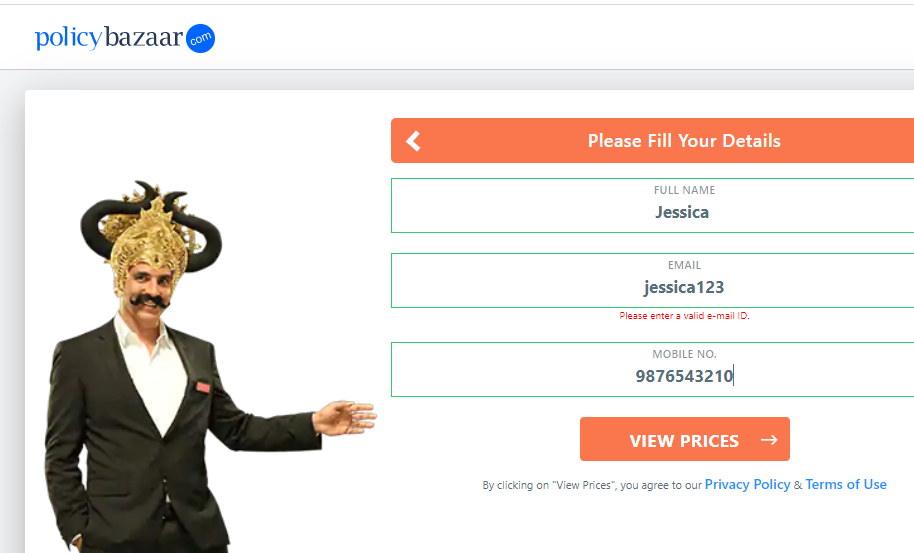 policybazaar com
Please Fill Your Details
FULL NAME
Jessica
EMAIL
jessica123
Please enter a valid e-mail ID.
MOBILE NO.
9876543210
VIEW PRICES →
By clicking on "View Prices", you agree to our Privacy Policy & Terms of Use